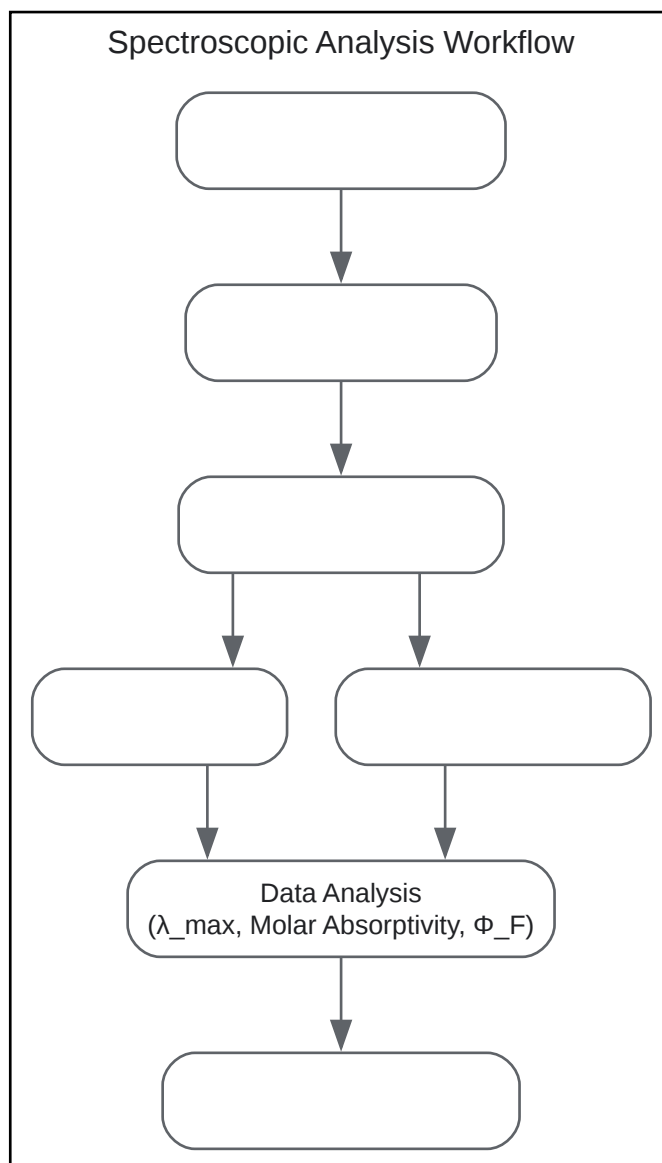 Spectroscopic Analysis Workflow
Data Analysis
(λ_max, Molar Absorptivity, Φ_F)